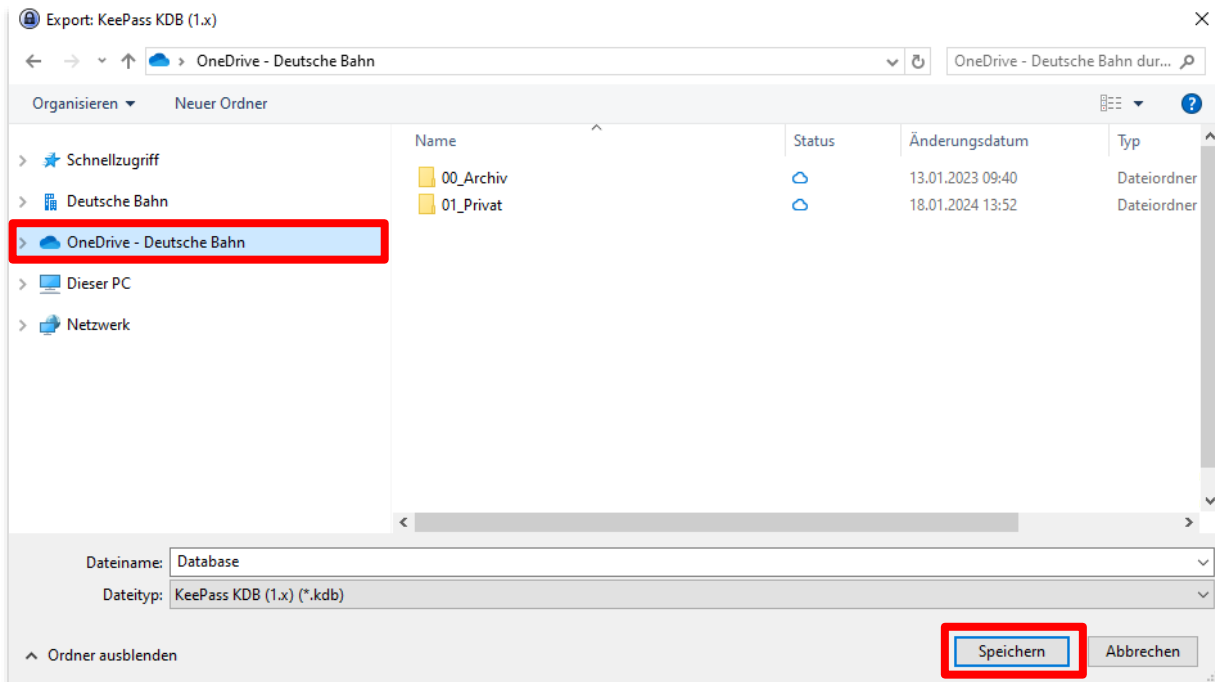 Export: KeePass KDB (1.x)
OneDrive - Deutsche Bahn
OneDrive - Deutsche Bahn dur...
Organisieren
Neuer Ordner
Name
Status
Änderungsdatum
Typ
Schnellzugriff
Deutsche Bahn
OneDrive - Deutsche Bahn
Dieser PC
Netzwerk
00_Archiv
13.01.2023 09:40
Dateiordner
01_Privat
18.01.2024 13:52
Dateiordner
Dateiname: Database
Dateityp: KeePass KDB (1.x) (*.kdb)
Ordner ausblenden
Speichern
Abbrechen